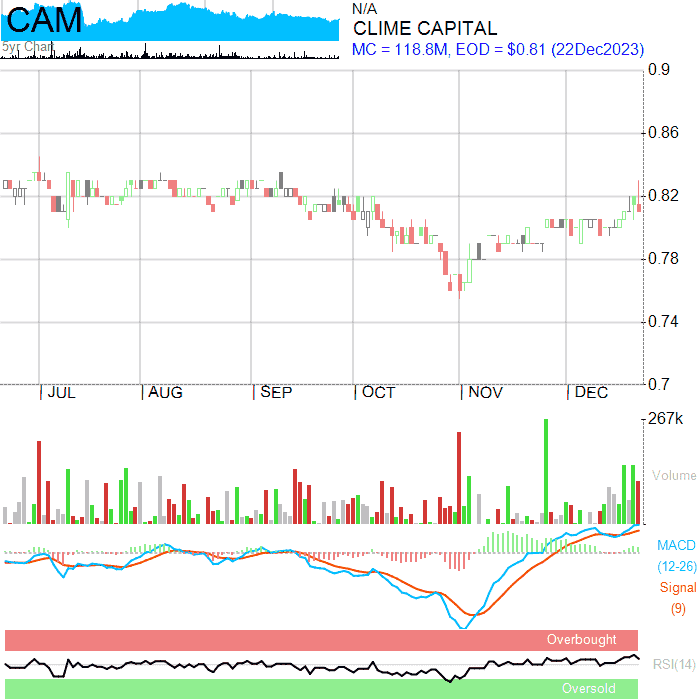 CAM
5yr Chart
N/A
CLIME CAPITAL
MC = 118.8M, EOD = $0.81 (22Dec2023)
0.9
0.86
0.82
0.78
0.74
0.7
JUL AUG SEP OCT NOV DEC
267k
Volume
MACD
(12-26)
Signal
(9)
Overbought
RSI(14)
Oversold